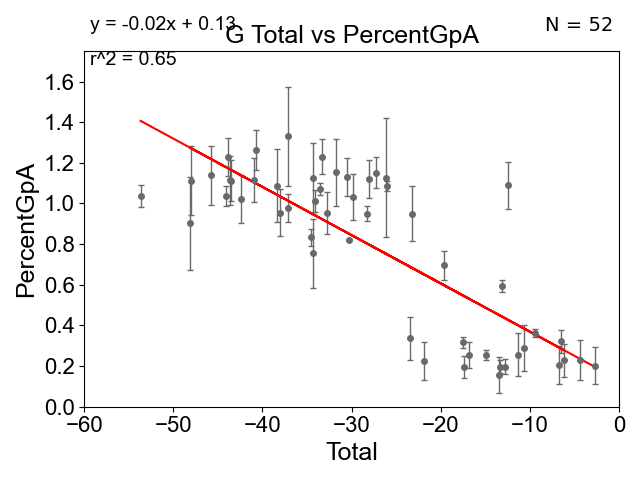 y = -0.02x + 0.13
N = 52
G Total vs PercentGpA
r^2 = 0.65
PercentGpA
1.6
1.4
1.2
1.0
0.8
0.6
0.4
0.2
0.0
−60 −50 −40 −30 −20 −10 0
Total